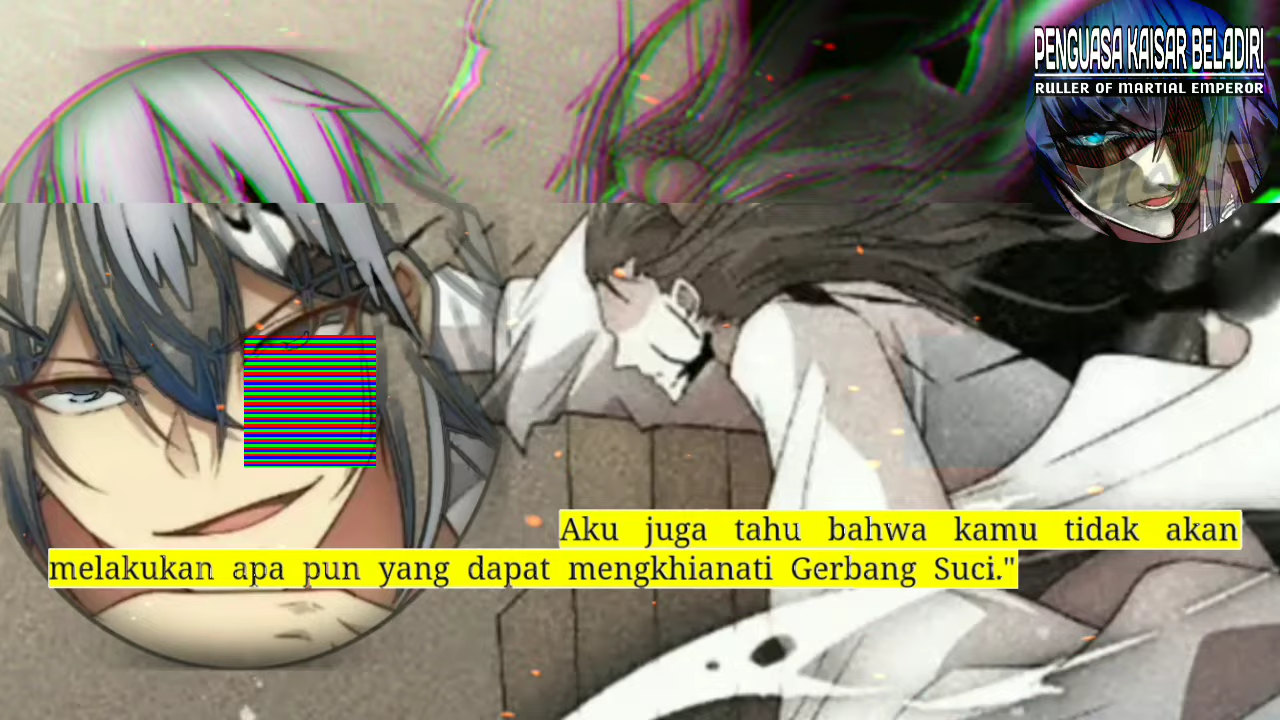 PENGUASA KAISAR BELADIRI
RULLER OF MARTIAL EMPEROR
Aku juga tahu bahwa kamu tidak akan
melakukan apa pun yang dapat mengkhianati Gerbang Suci."